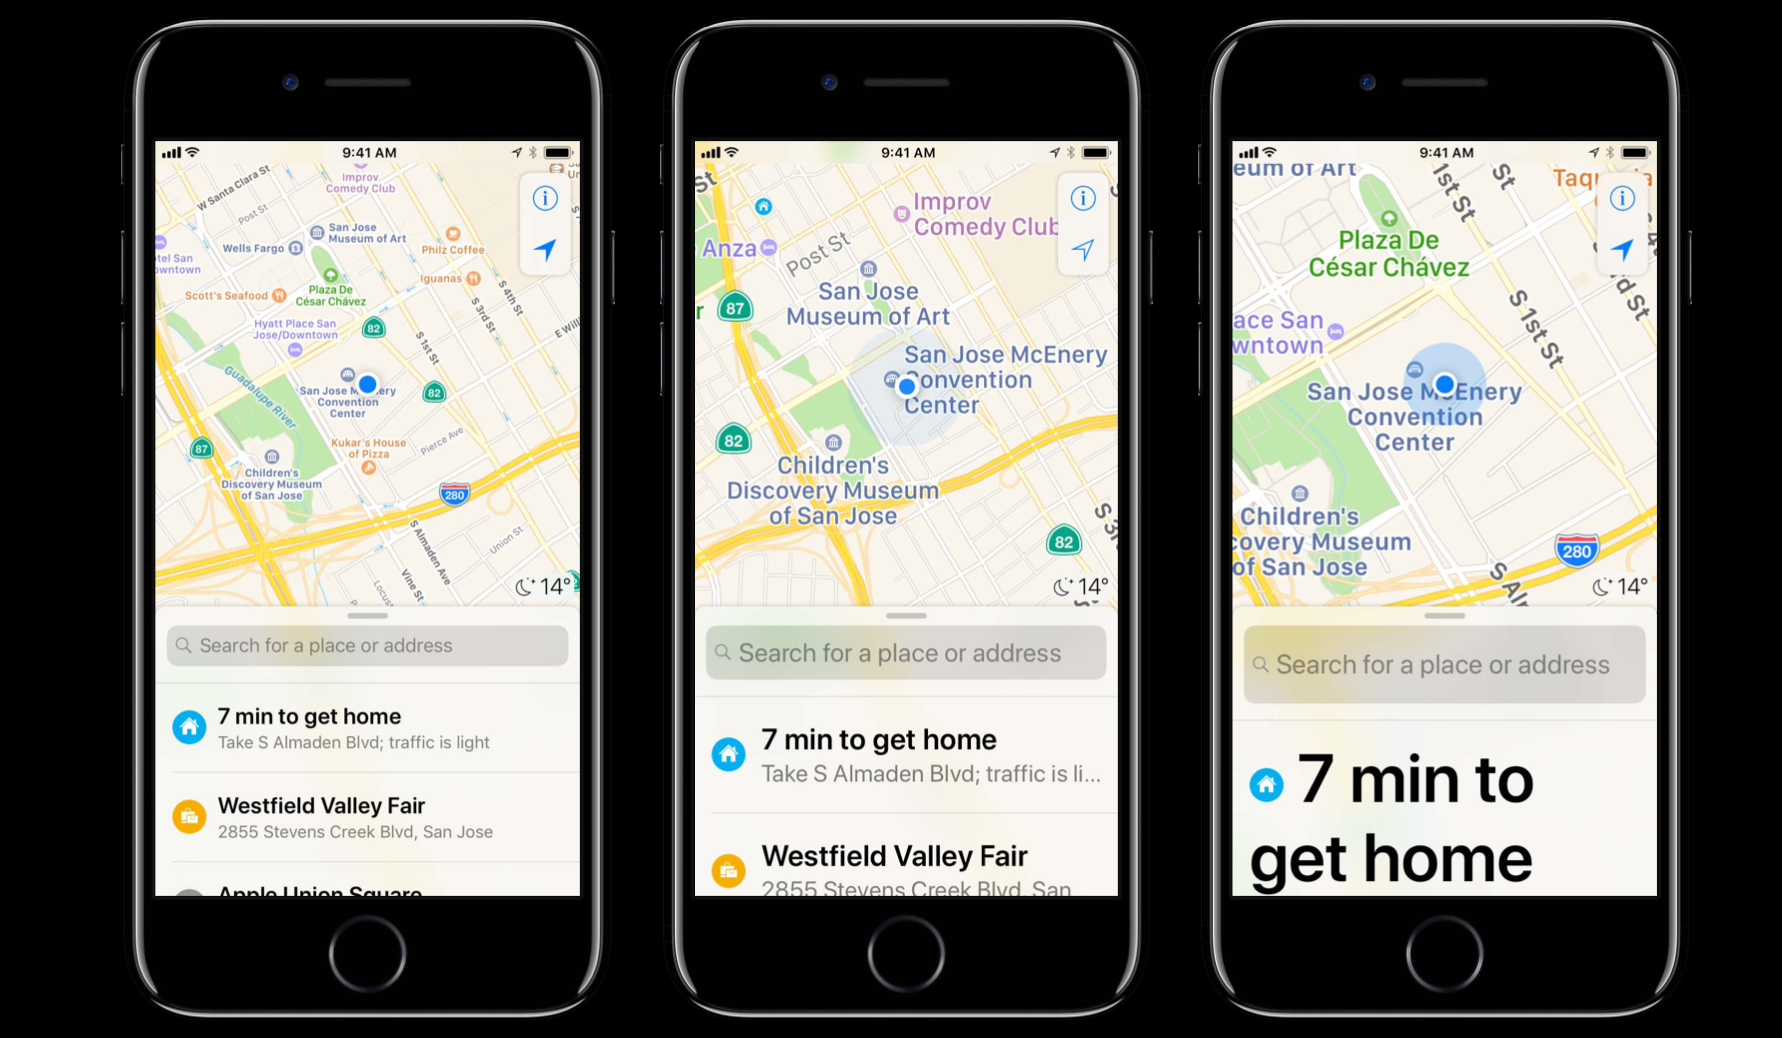 9:41 AM
Improv
Comedy Club
W Santa Clara St
Post St
San Jose
Museum of Art
Wells Fargo
Philz Coffee
tel San
owntown
Iguanas
Scott's Seafood
Plaza De
César Chávez
S 4th St
S 3rd St
Hyatt Place San
Jose/Downtown
82
S 1st St
E Willi
Guadalupe River
San Jose McEnery
Convention
Center
82
87
Kukar's House
of Pizza
Pierce Ave
Children's
Discovery Museum
of San Jose
280
S Almaden Ave
Union St
Vine St
Locus
14°
Search for a place or address
7 min to get home
Take S Almaden Blvd; traffic is light
Westfield Valley Fair
2855 Stevens Creek Blvd, San Jose
Apple Union Square
9:41 AM
St
Improv
Comedy Club
Anza
Post St
87
r
San Jose
Museum of Art
San Jose McEnery
Convention
Center
82
Children's
Discovery Museum
of San Jose
82
S 3r
14°
Search for a place or address
7 min to get home
Take S Almaden Blvd; traffic is li...
Westfield Valley Fair
2855 Stevens Creek Blvd, San
9:41 AM
eum of Art
1st St
St
Plaza De
César Chávez
S 1st St
rd St
ace San
wntown
San Jose McEnery
Convention
Center
Children's
covery Museum
of San Jose
280
S Alr
14°
Search for a place or address
7 min to
get home